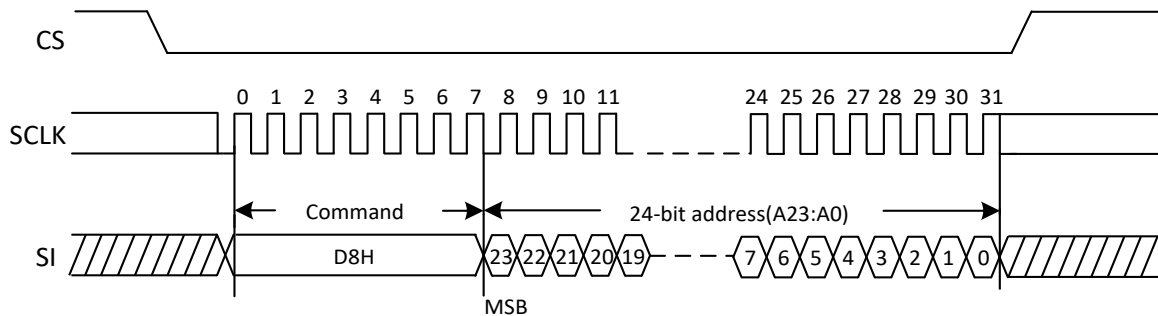 CS
0 1 2 3 4 5 6 7 8 9 10 11 24 25 26 27 28 29 30 31
SCLK
Command 24-bit address(A23:A0)
SI D8H 23 22 21 20 19 7 6 5 4 3 2 1 0
MSB